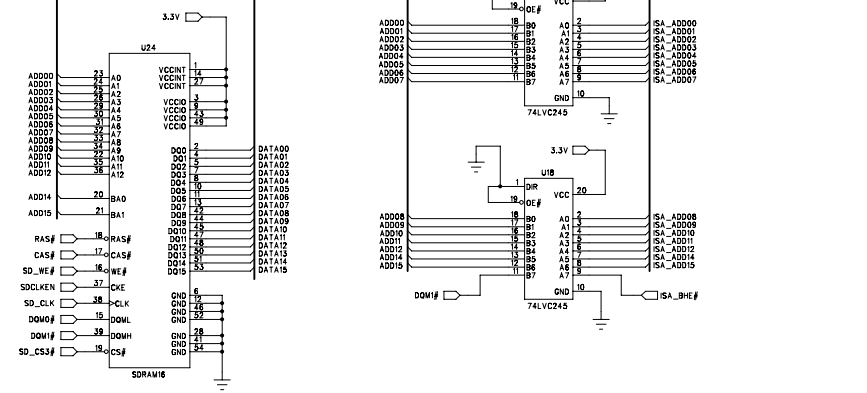 3.3V
U24
VCCINT 1
VCCINT 14
VCCINT 27
VCCIO 3
VCCIO 9
VCCIO 43
VCCIO 49
ADD00 23 A0
ADD01 24 A1
ADD02 25 A2
ADD03 26 A3
ADD04 29 A4
ADD05 30 A5
ADD06 31 A6
ADD07 32 A7
ADD08 33 A8
ADD09 34 A9
ADD10 22 A10
ADD11 35 A11
ADD12 36 A12
ADD14 20 BA0
ADD15 21 BA1
DQ0 2 DATA00
DQ1 4 DATA01
DQ2 5 DATA02
DQ3 7 DATA03
DQ4 8 DATA04
DQ5 10 DATA05
DQ6 11 DATA06
DQ7 13 DATA07
DQ8 42 DATA08
DQ9 44 DATA09
DQ10 45 DATA10
DQ11 47 DATA11
DQ12 48 DATA12
DQ13 50 DATA13
DQ14 51 DATA14
DQ15 53 DATA15
RAS# 18 RAS#
CAS# 17 CAS#
SD_WE# 16 WE#
SDCLKEN 37 CKE
SD_CLK 38 CLK
DQM0# 15 DQML
DQM1# 39 DQMH
SD_CS3# 19 CS#
GND 6
GND 12
GND 46
GND 52
GND 28
GND 41
GND 54
SDRAM16
VCC
19 OE#
ADD00 18 B0 A0 2 ISA_ADD00
ADD01 17 B1 A1 3 ISA_ADD01
ADD02 16 B2 A2 4 ISA_ADD02
ADD03 15 B3 A3 5 ISA_ADD03
ADD04 14 B4 A4 6 ISA_ADD04
ADD05 13 B5 A5 7 ISA_ADD05
ADD06 12 B6 A6 8 ISA_ADD06
ADD07 11 B7 A7 9 ISA_ADD07
GND 10
74LVC245
3.3V
U18
1 DIR
VCC 20
19 OE#
ADD08 18 B0 A0 2 ISA_ADD08
ADD09 17 B1 A1 3 ISA_ADD09
ADD10 16 B2 A2 4 ISA_ADD10
ADD11 15 B3 A3 5 ISA_ADD11
ADD12 14 B4 A4 6 ISA_ADD12
ADD14 13 B5 A5 7 ISA_ADD14
ADD15 12 B6 A6 8 ISA_ADD15
11 B7 A7 9
DQM1#
GND 10
ISA_BHE#
74LVC245